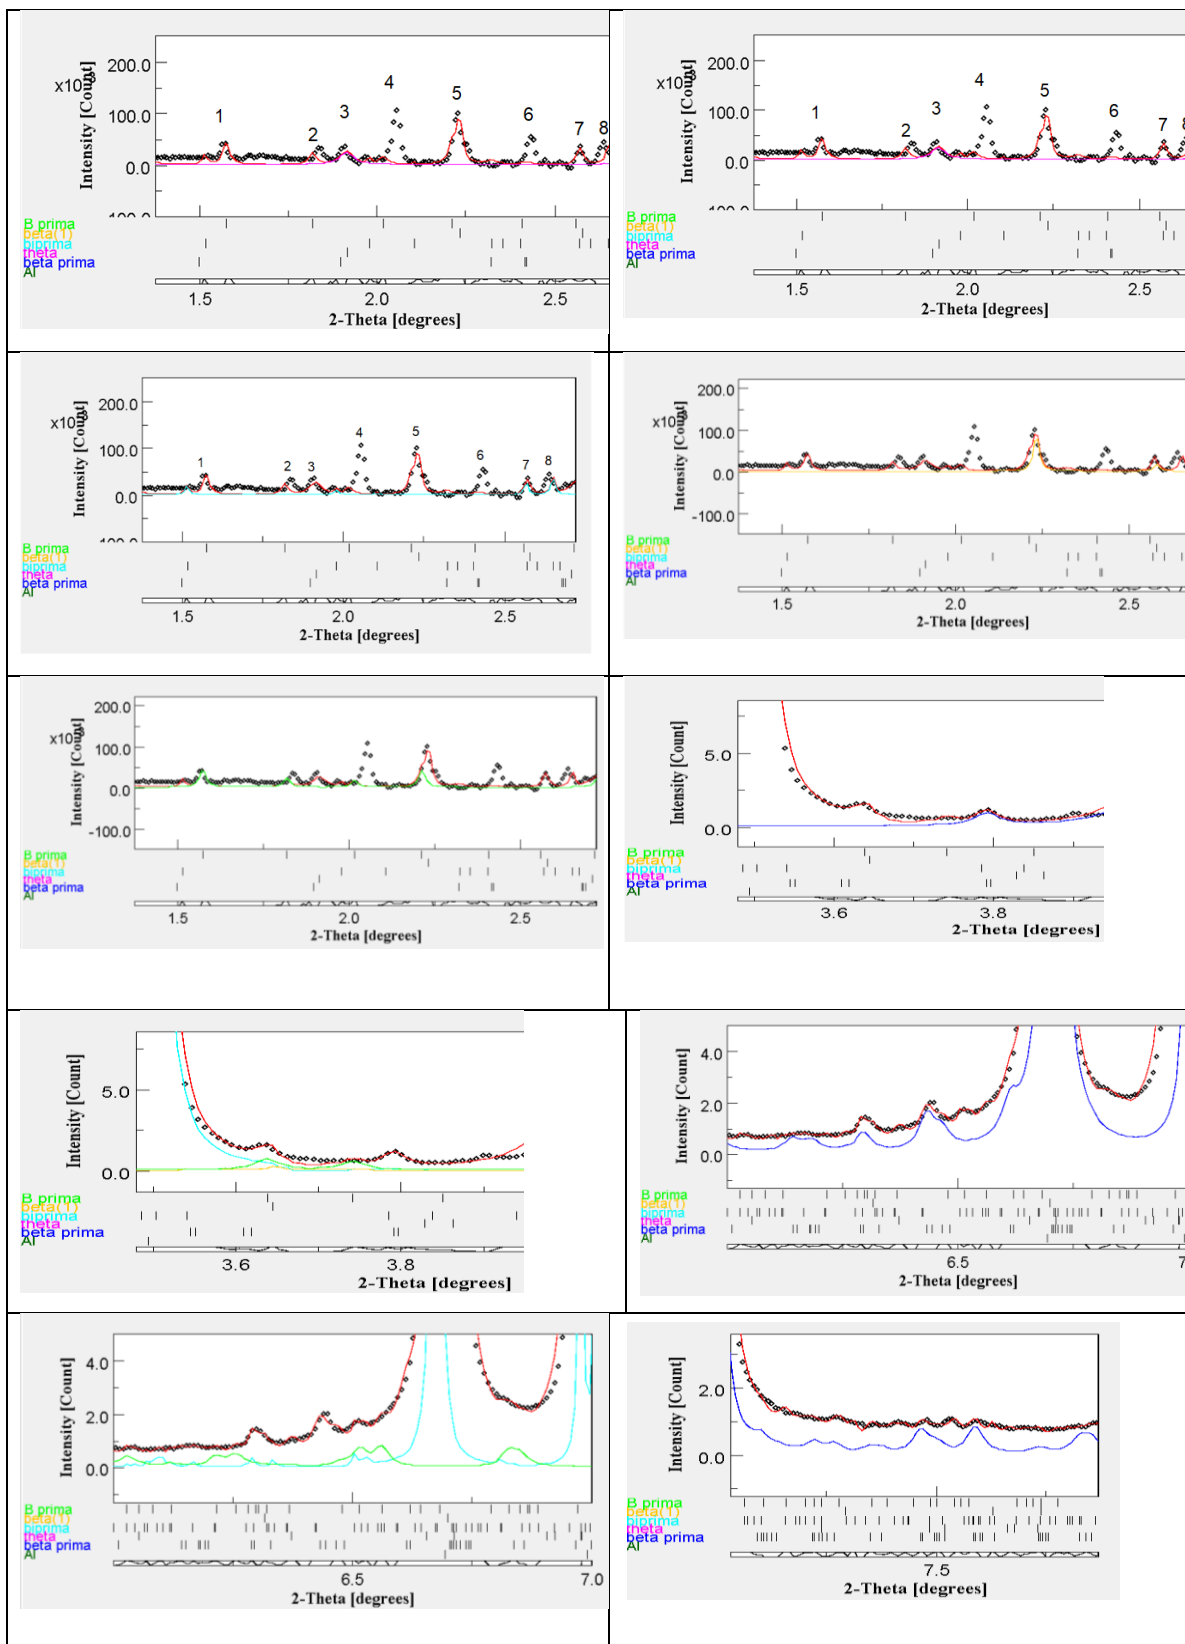 200.0
x10⁻³
100.0
0.0
100.0
Intensity [Count]
1 2 3 4 5 6 7 8
B prima
beta(1)
biprima
theta
beta prima
Al
1.5 2.0 2.5
2-Theta [degrees]
200.0
x10⁻³
100.0
0.0
100.0
Intensity [Count]
1 2 3 4 5 6 7 8
B prima
beta(1)
biprima
theta
beta prima
Al
1.5 2.0 2.5
2-Theta [degrees]
200.0
x10⁻³
100.0
0.0
100.0
Intensity [Count]
1 2 3 4 5 6 7 8
B prima
beta(1)
biprima
theta
beta prima
Al
1.5 2.0 2.5
2-Theta [degrees]
200.0
x10⁻³
100.0
0.0
-100.0
Intensity [Count]
B prima
beta(1)
biprima
theta
beta prima
Al
1.5 2.0 2.5
2-Theta [degrees]
200.0
x10⁻³
100.0
0.0
-100.0
Intensity [Count]
B prima
beta(1)
biprima
theta
beta prima
Al
1.5 2.0 2.5
2-Theta [degrees]
5.0
0.0
Intensity [Count]
B prima
beta(1)
biprima
theta
beta prima
Al
3.6 3.8
2-Theta [degrees]
5.0
0.0
Intensity [Count]
B prima
beta(1)
biprima
theta
beta prima
Al
3.6 3.8
2-Theta [degrees]
4.0
2.0
0.0
Intensity [Count]
B prima
beta(1)
biprima
theta
beta prima
Al
6.5 7.
2-Theta [degrees]
4.0
2.0
0.0
Intensity [Count]
B prima
beta(1)
biprima
theta
beta prima
Al
6.5 7.0
2-Theta [degrees]
2.0
0.0
Intensity [Count]
B prima
beta(1)
biprima
theta
beta prima
Al
7.5
2-Theta [degrees]